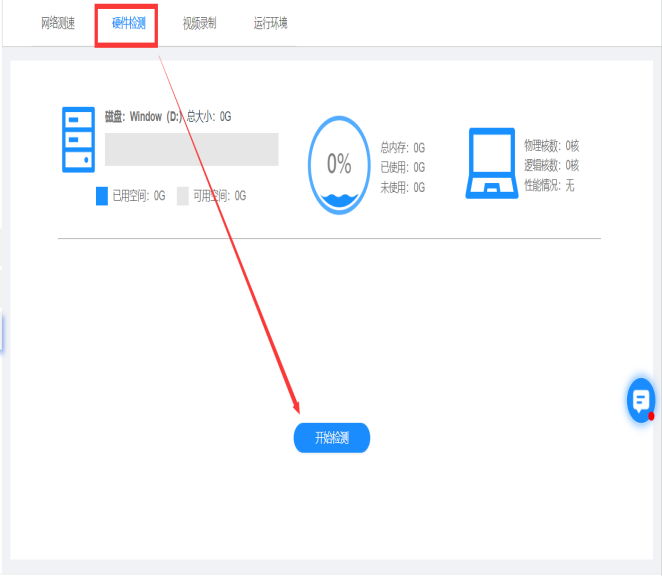 网络测速 硬件检测 视频录制 运行环境
磁盘：Window（D:）总大小：0G
已用空间：0G 可用空间：0G
0%
总内存：0G
已使用：0G
未使用：0G
物理核数：0核
逻辑核数：0核
性能情况：无
开始检测